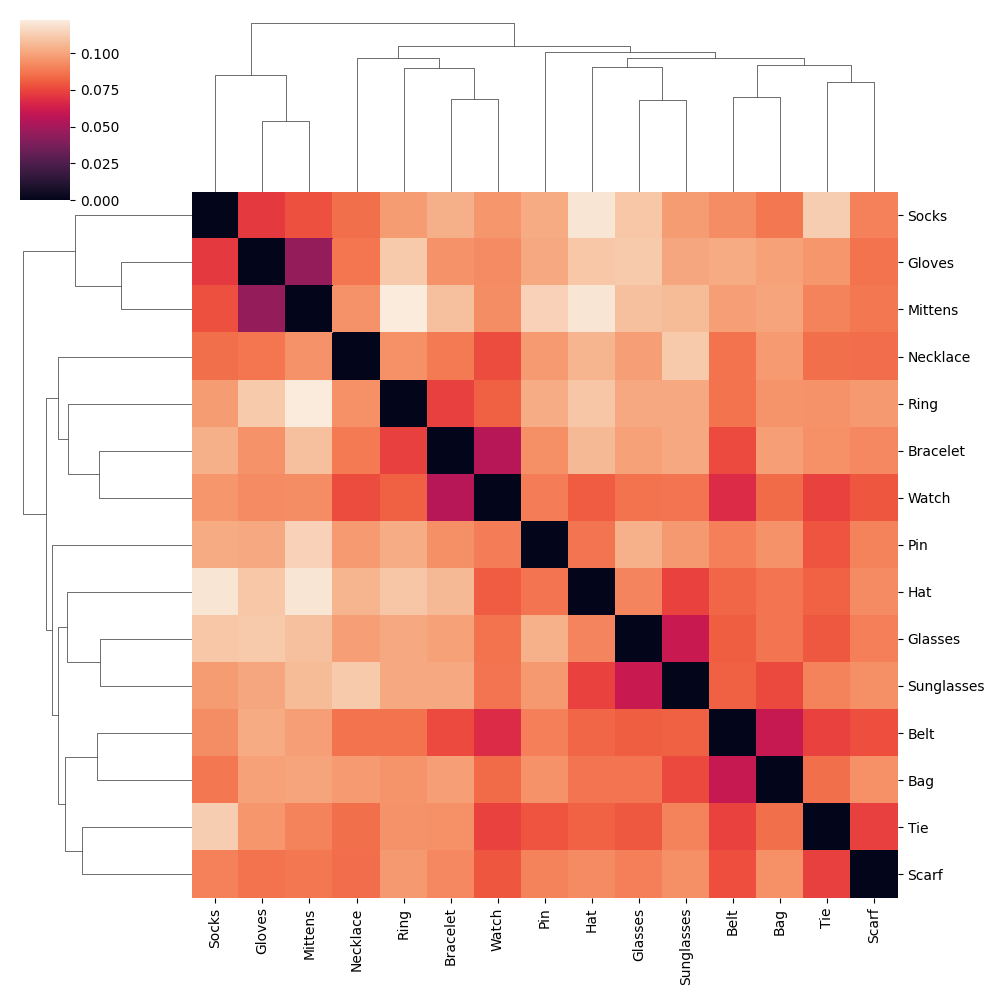 0.100
0.075
0.050
0.025
0.000
Socks
Gloves
Mittens
Necklace
Ring
Bracelet
Watch
Pin
Hat
Glasses
Sunglasses
Belt
Bag
Tie
Scarf
Socks
Gloves
Mittens
Necklace
Ring
Bracelet
Watch
Pin
Hat
Glasses
Sunglasses
Belt
Bag
Tie
Scarf